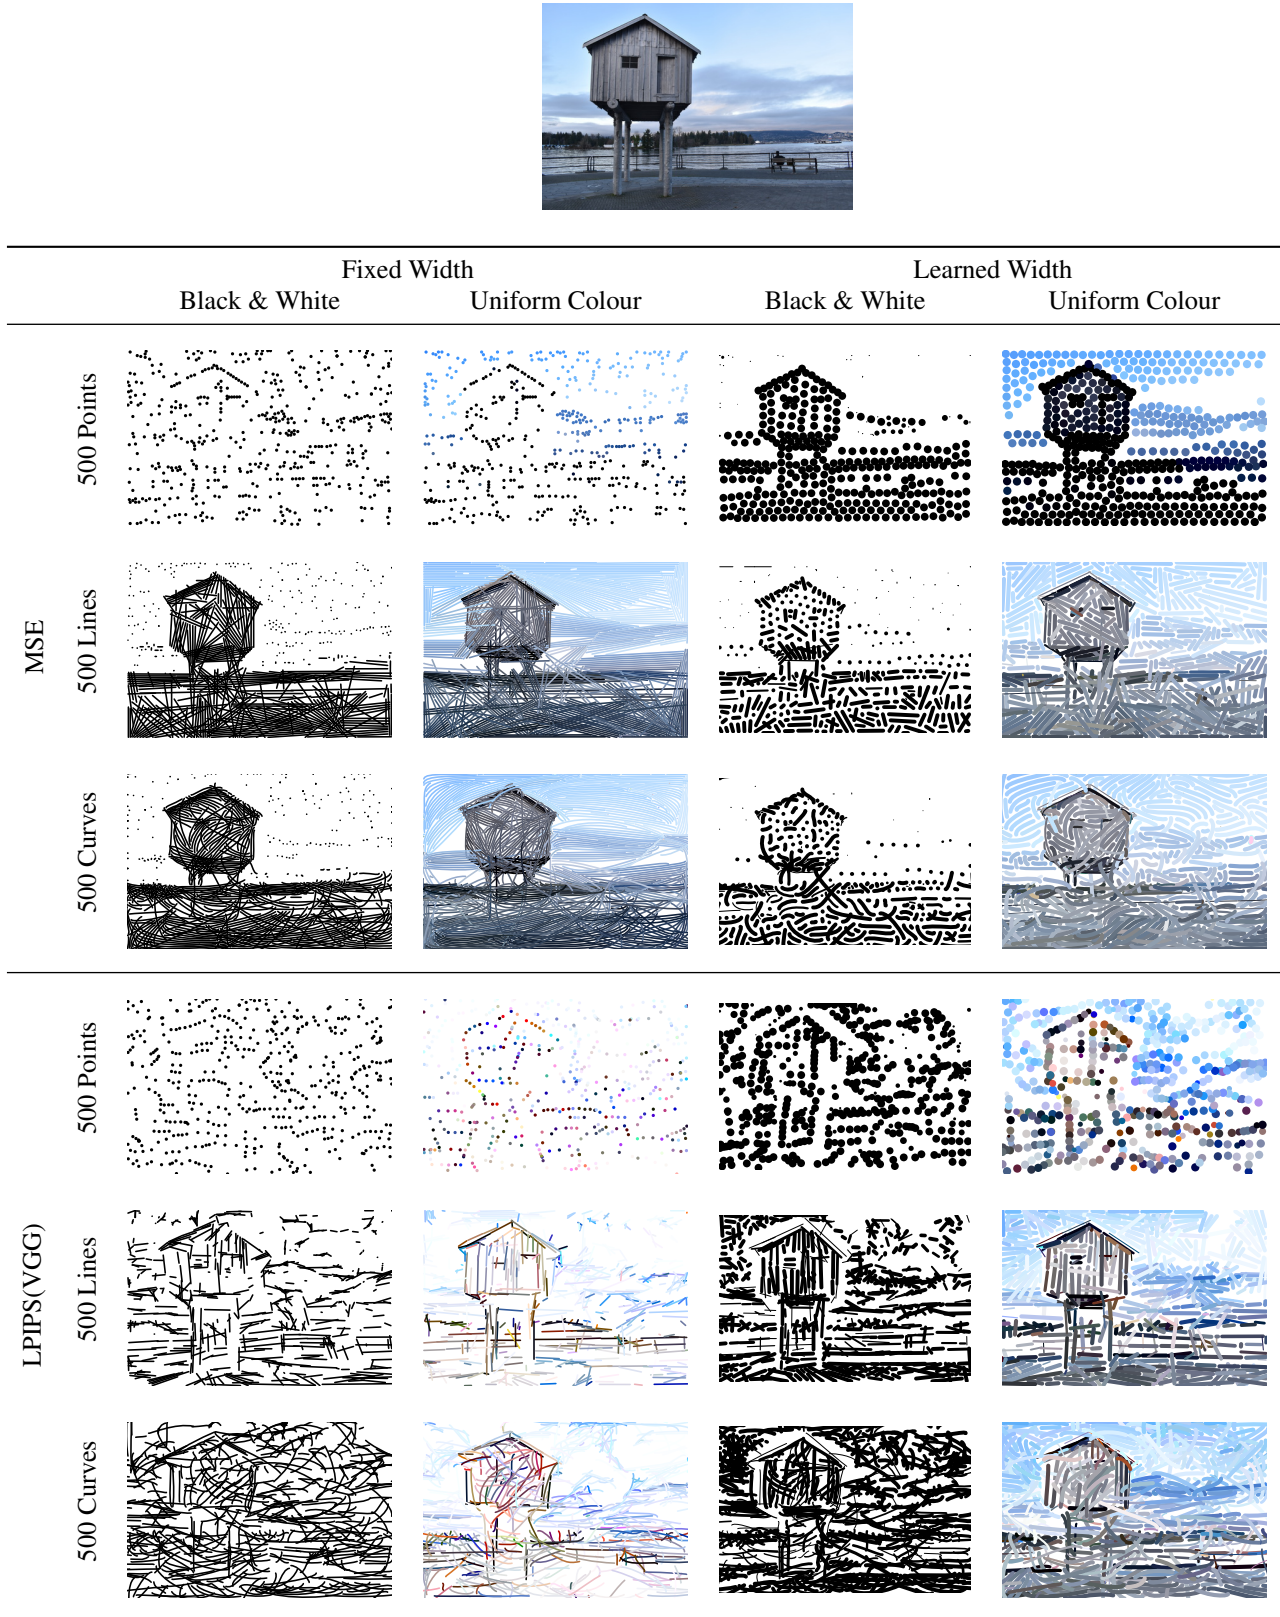 Fixed Width Learned Width
Black & White Uniform Colour Black & White Uniform Colour
MSE
500 Points
500 Lines
500 Curves
LPIPS(VGG)
500 Points
500 Lines
500 Curves